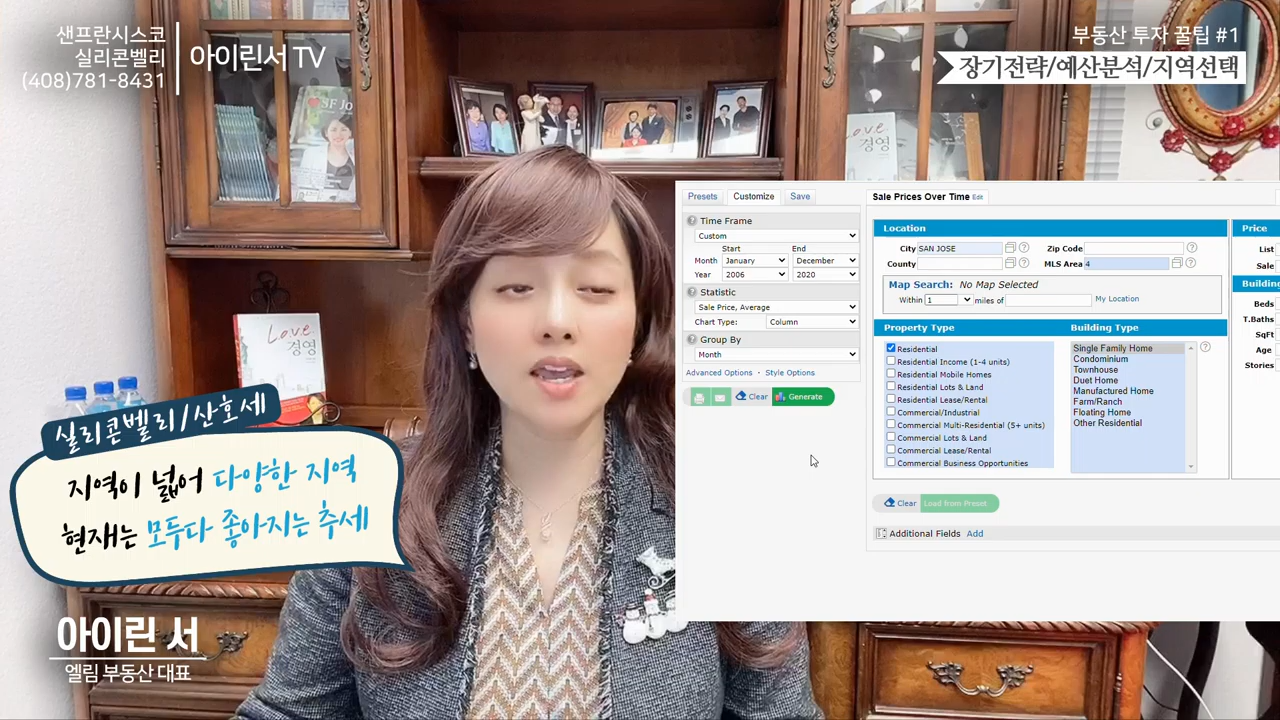 샌프란시스코
실리콘벨리
(408)781-8431
아이린서 TV
부동산 투자 꿀팁 #1
장기전략/예산분석/지역선택
SF
Love
경영
Love
경영
실리콘벨리/산호세
지역이 넓어 다양한 지역
현재는 모두다 좋아지는 추세
아이린 서
엘림 부동산 대표
Presets Customize Save
Time Frame
Custom
Start End
Month January December
Year 2006 2020
Statistic
Sale Price, Average
Chart Type: Column
Group By
Month
Advanced Options · Style Options
Clear Generate
Sale Prices Over Time Edit
Location
City SAN JOSE Zip Code
County MLS Area 4
Map Search: No Map Selected
Within 1 miles of My Location
Property Type Building Type
Residential
Residential Income (1-4 units)
Residential Mobile Homes
Residential Lots & Land
Residential Lease/Rental
Commercial/Industrial
Commercial Multi-Residential (5+ units)
Commercial Lots & Land
Commercial Lease/Rental
Commercial Business Opportunities
Single Family Home
Condominium
Townhouse
Duet Home
Manufactured Home
Farm/Ranch
Floating Home
Other Residential
Clear Load from Preset
Additional Fields Add
Price
List
Sale
Building
Beds
T.Baths
SqFt
Age
Stories